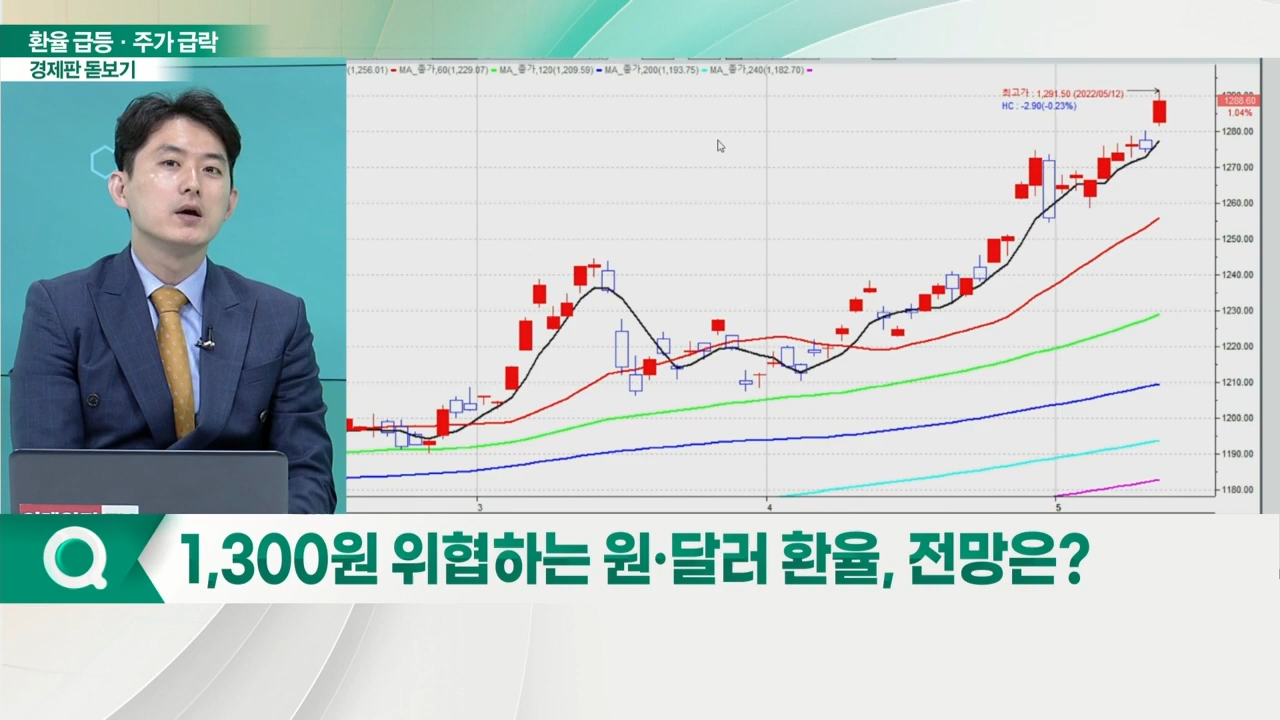 환율 급등 · 주가 급락
경제판 돋보기
(1,256.01) MA_종가,60(1,229.07) MA_종가,120(1,209.59) MA_종가,200(1,193.75) MA_종가,240(1,182.70)
최고가 : 1,291.50 (2022/05/12)
HC : -2.90(-0.23%)
1288.60
1.04%
1280.00
1270.00
1260.00
1250.00
1240.00
1230.00
1220.00
1210.00
1200.00
1190.00
1180.00
3
4
5
1,300원 위협하는 원·달러 환율, 전망은?